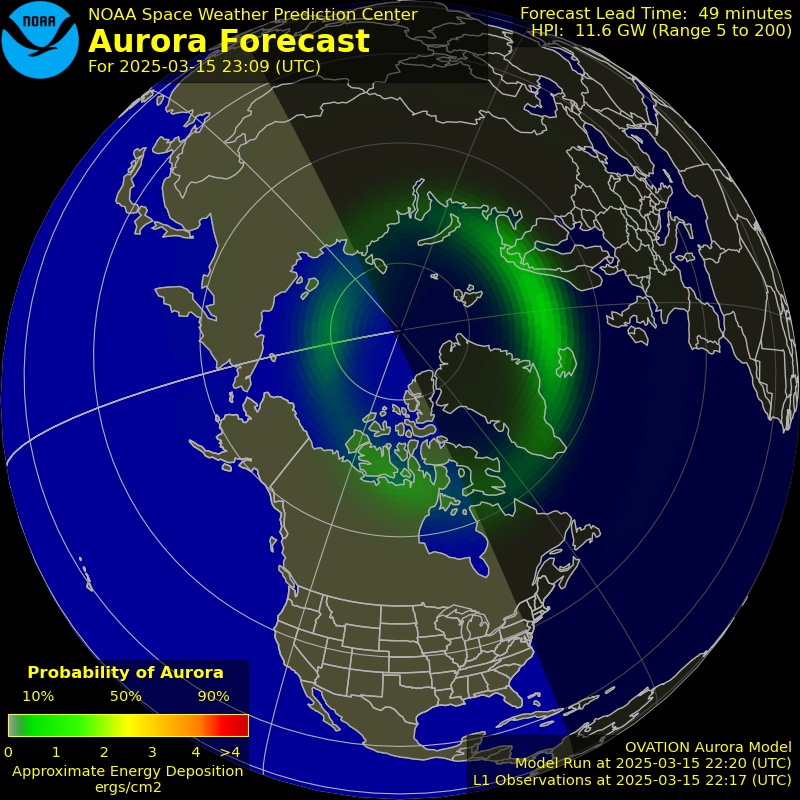 NOAA
NOAA Space Weather Prediction Center
Aurora Forecast
For 2025-03-15 23:09 (UTC)
Forecast Lead Time: 49 minutes
HPI: 11.6 GW (Range 5 to 200)
Probability of Aurora
10% 50% 90%
0 1 2 3 4 >4
Approximate Energy Deposition
ergs/cm2
OVATION Aurora Model
Model Run at 2025-03-15 22:20 (UTC)
L1 Observations at 2025-03-15 22:17 (UTC)